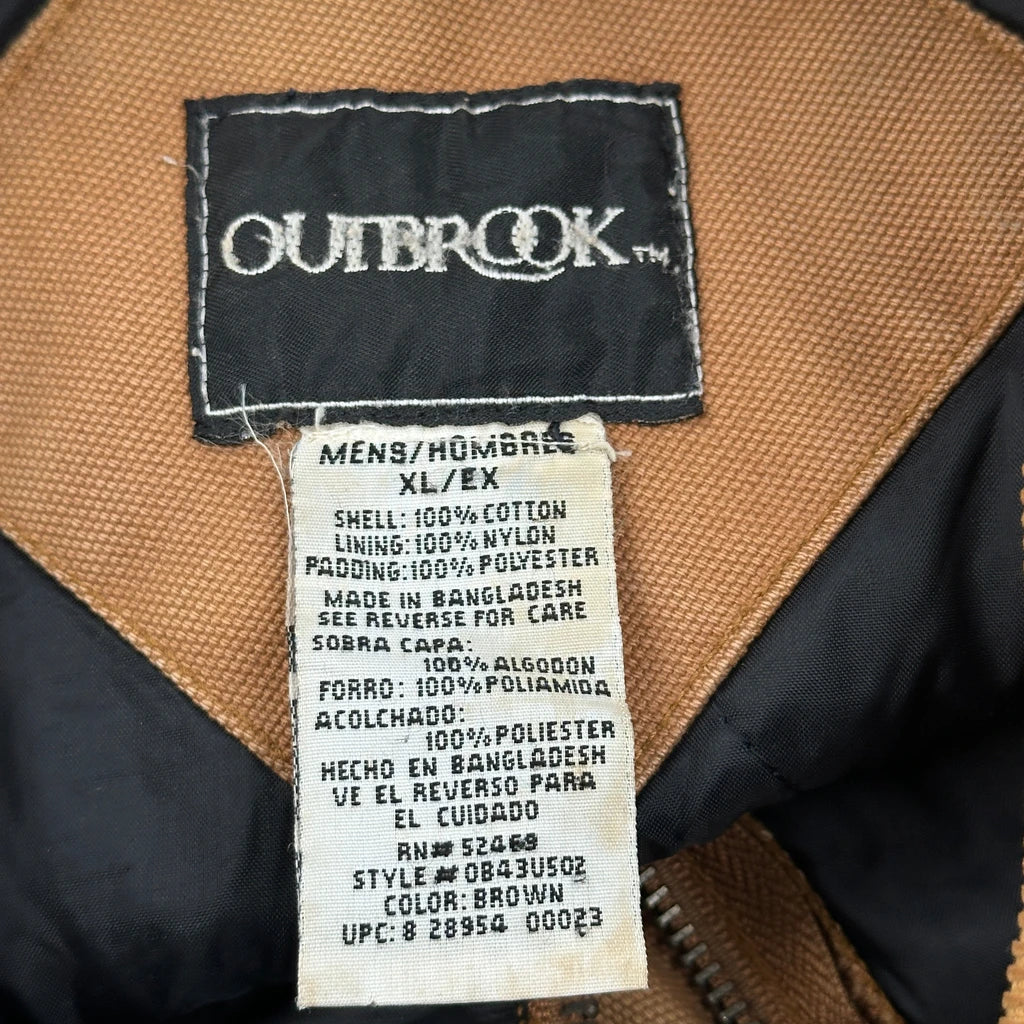 OUTBROOK™
MENS/HOMBRES
XL/EX
SHELL: 100% COTTON
LINING: 100% NYLON
PADDING: 100% POLYESTER
MADE IN BANGLADESH
SEE REVERSE FOR CARE
SOBRA CAPA:
100% ALGODON
FORRO: 100% POLIAMIDA
ACOLCHADO:
100% POLIESTER
HECHO EN BANGLADESH
VE EL REVERSO PARA
EL CUIDADO
RN# 52469
STYLE # OB43U502
COLOR: BROWN
UPC: 8 28954 00023